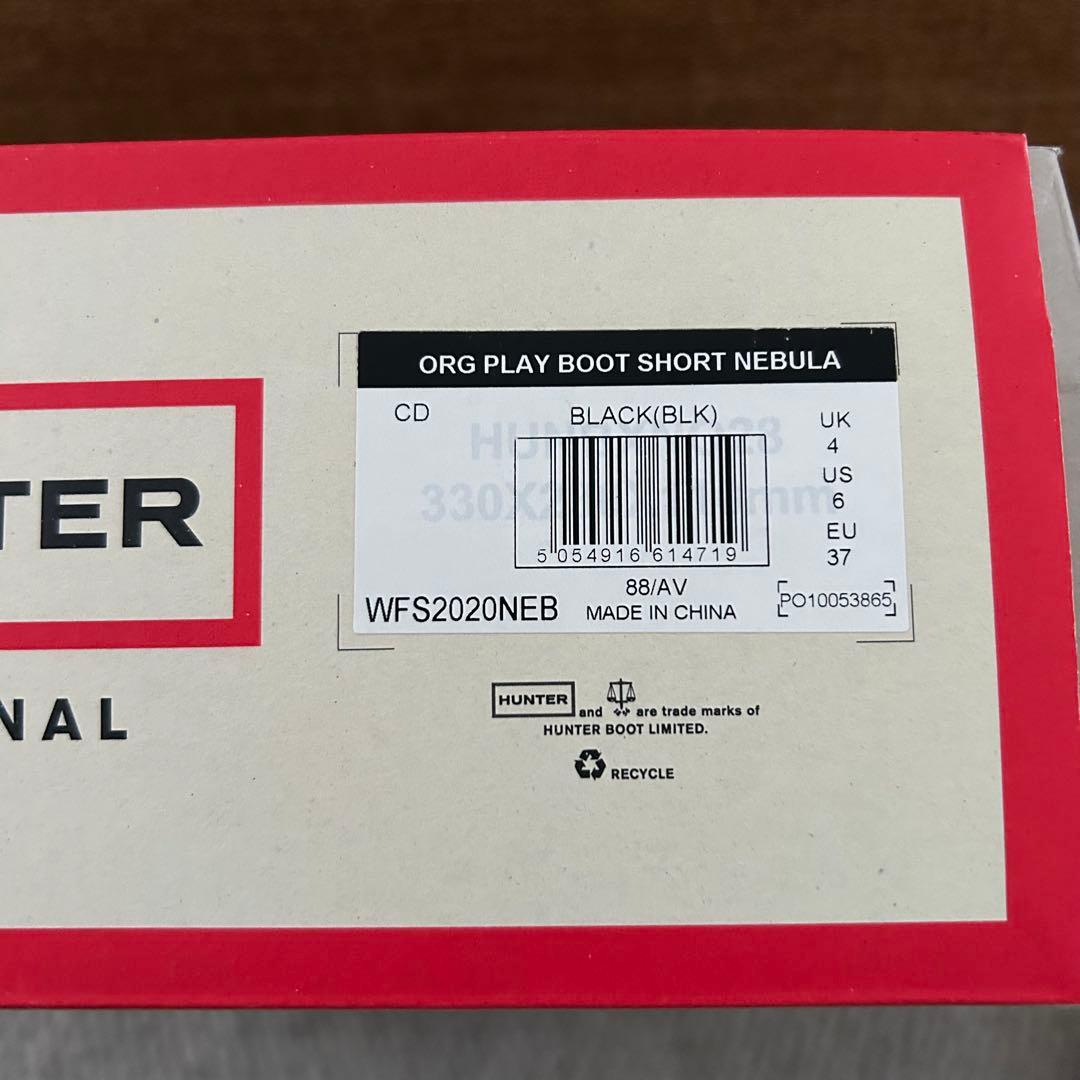 TER
NAL
ORG PLAY BOOT SHORT NEBULA
CD
BLACK(BLK)
5 054916 614719
88/AV
MADE IN CHINA
WFS2020NEB
UK
4
US
6
EU
37
PO10053865
HUNTER and are trade marks of
HUNTER BOOT LIMITED.
RECYCLE